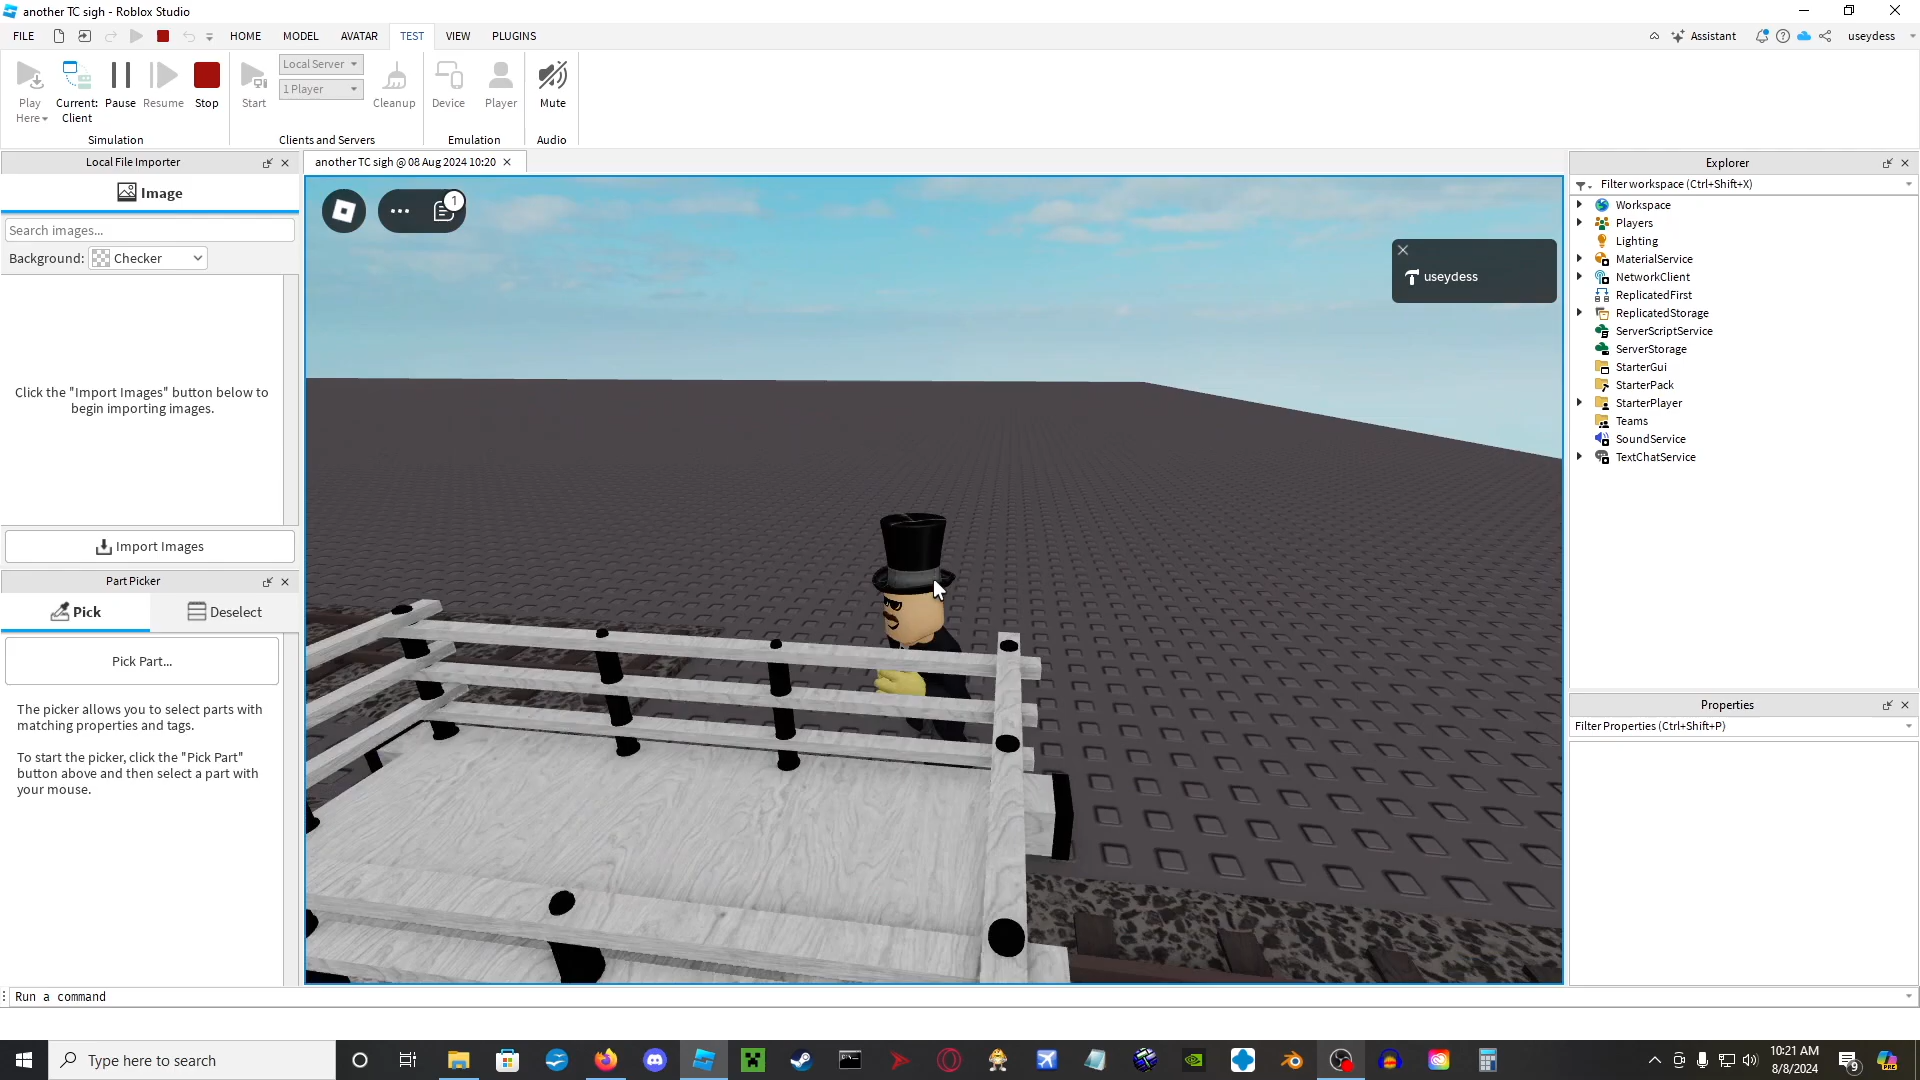 another TC sigh - Roblox Studio
FILE
HOME
MODEL
AVATAR
TEST
VIEW
PLUGINS
Assistant
useydess
Play
Here
Current:
Client
Pause
Resume
Stop
Simulation
Start
Local Server
1 Player
Cleanup
Clients and Servers
Device
Player
Emulation
Mute
Audio
Local File Importer
Image
Search images...
Background:
Checker
Click the "Import Images" button below to
begin importing images.
Import Images
Part Picker
Pick
Deselect
Pick Part...
The picker allows you to select parts with
matching properties and tags.
To start the picker, click the "Pick Part"
button above and then select a part with
your mouse.
another TC sigh @ 08 Aug 2024 10:20
1
useydess
Explorer
Filter workspace (Ctrl+Shift+X)
Workspace
Players
Lighting
MaterialService
NetworkClient
ReplicatedFirst
ReplicatedStorage
ServerScriptService
ServerStorage
StarterGui
StarterPack
StarterPlayer
Teams
SoundService
TextChatService
Properties
Filter Properties (Ctrl+Shift+P)
Run a command
Type here to search
10:21 AM
8/8/2024
9
PRE